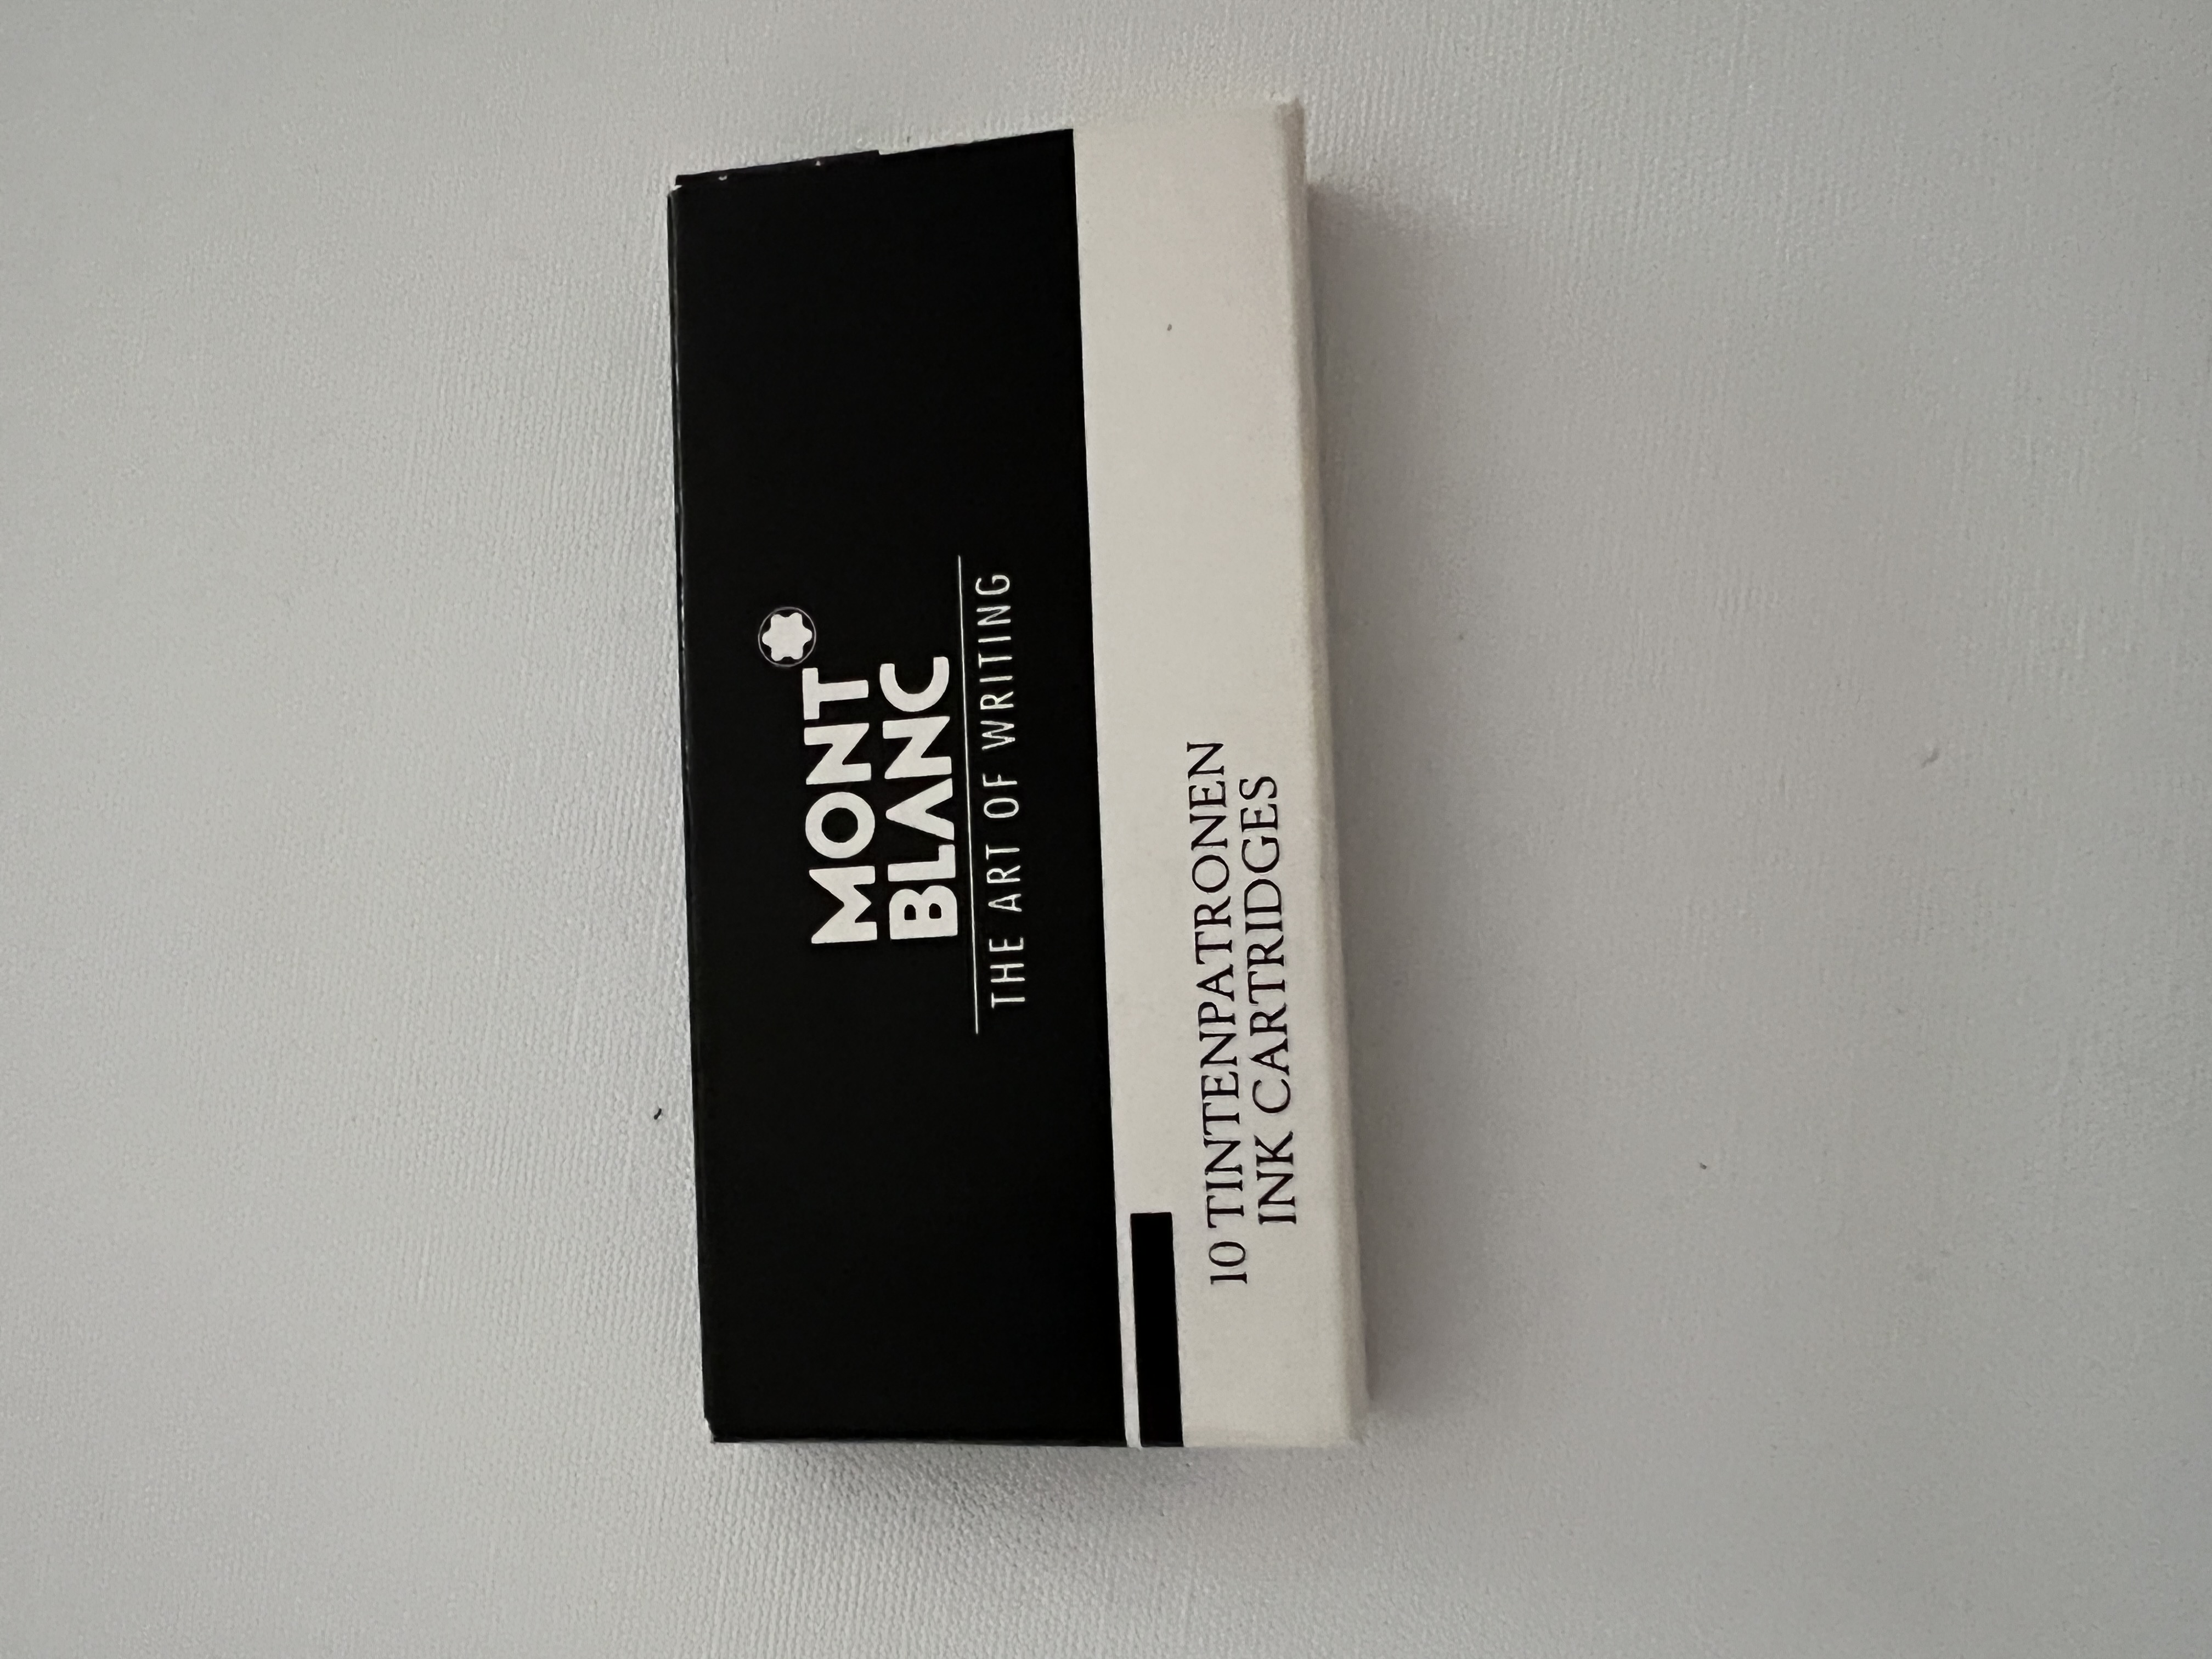 MONT
BLANC
THE ART OF WRITING
10 TINTENPATRONEN
INK CARTRIDGES